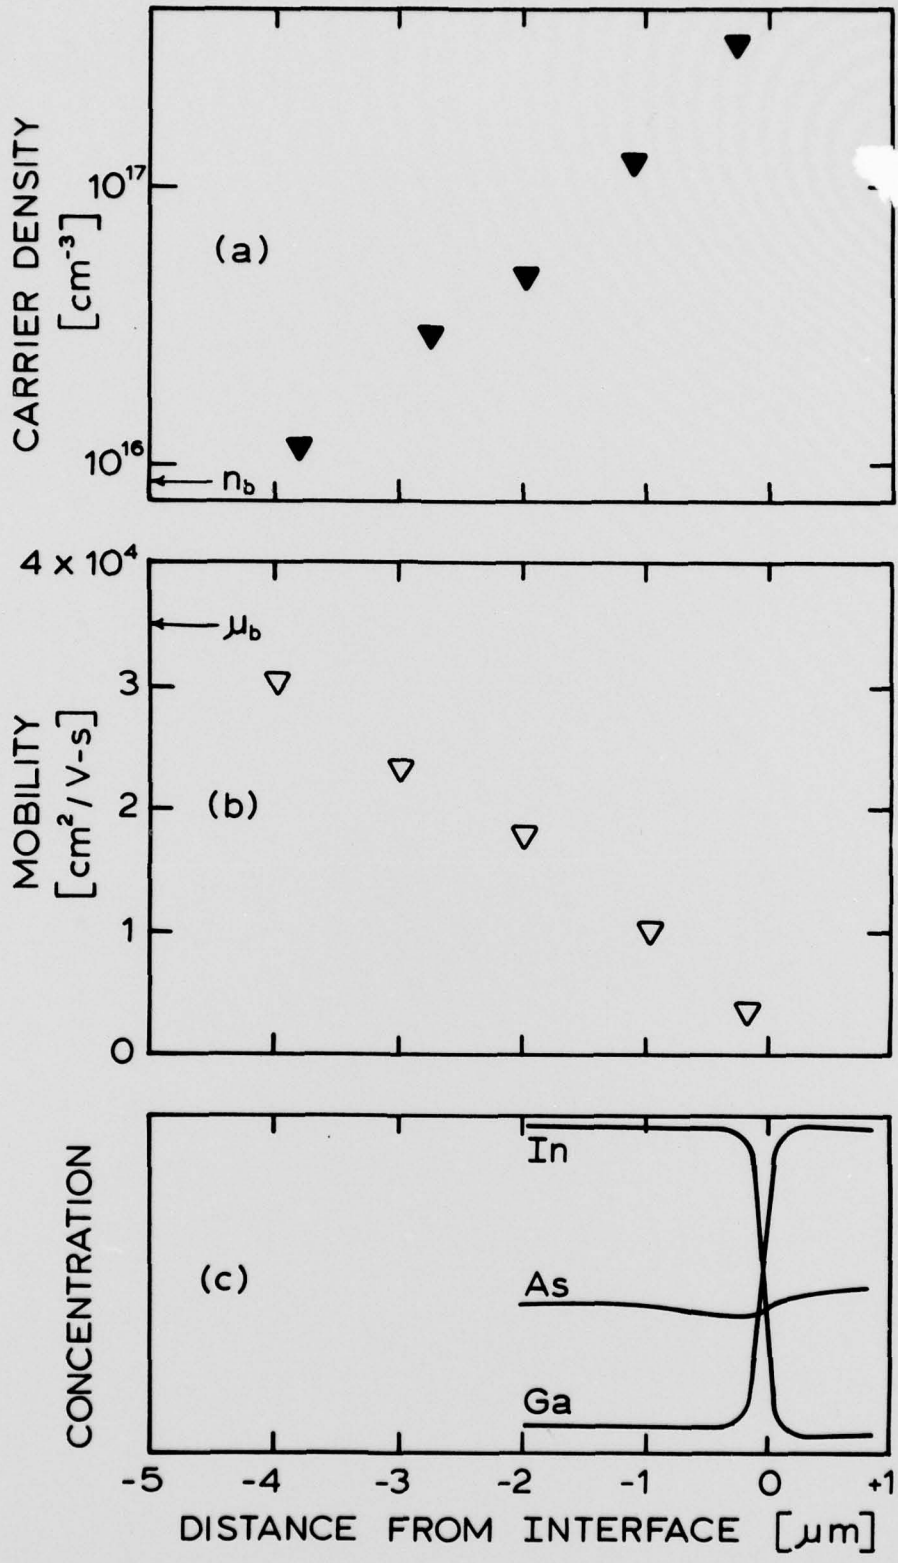 CARRIER DENSITY
[cm⁻³]
10¹⁷
(a)
10¹⁶
n_b
4 x 10⁴
μ_b
3
MOBILITY
[cm²/V-s]
(b)
2
1
0
CONCENTRATION
(c)
In
As
Ga
-5 -4 -3 -2 -1 0 +1
DISTANCE FROM INTERFACE [μm]